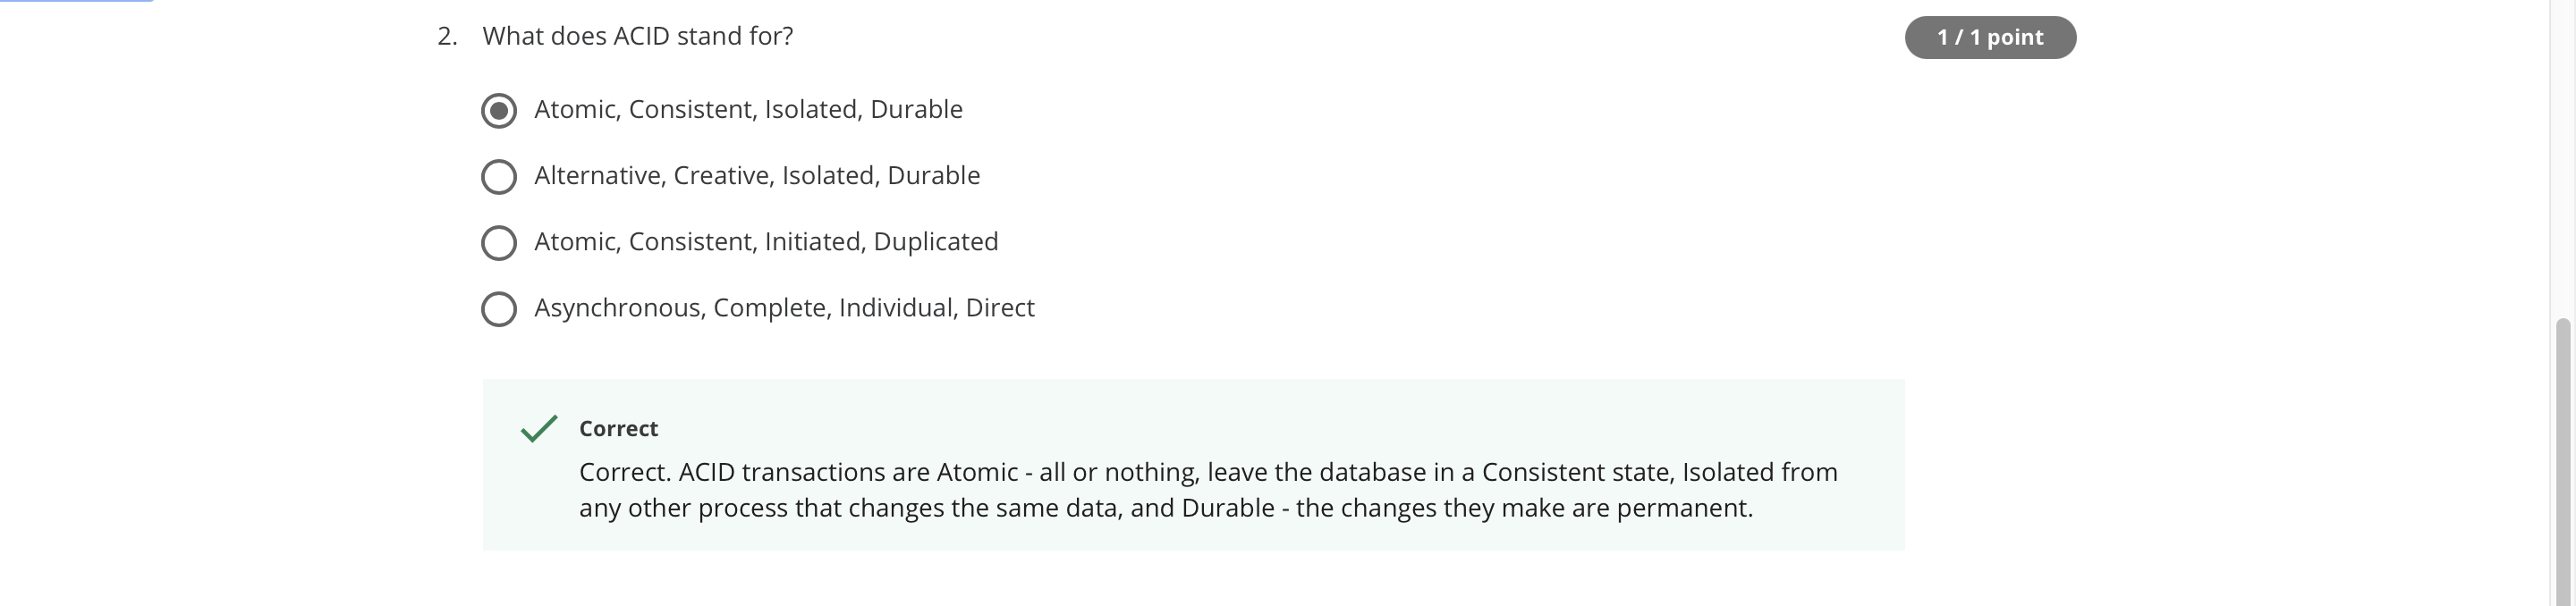 2. What does ACID stand for?
1 / 1 point
Atomic, Consistent, Isolated, Durable
Alternative, Creative, Isolated, Durable
Atomic, Consistent, Initiated, Duplicated
Asynchronous, Complete, Individual, Direct
Correct
Correct. ACID transactions are Atomic - all or nothing, leave the database in a Consistent state, Isolated from
any other process that changes the same data, and Durable - the changes they make are permanent.